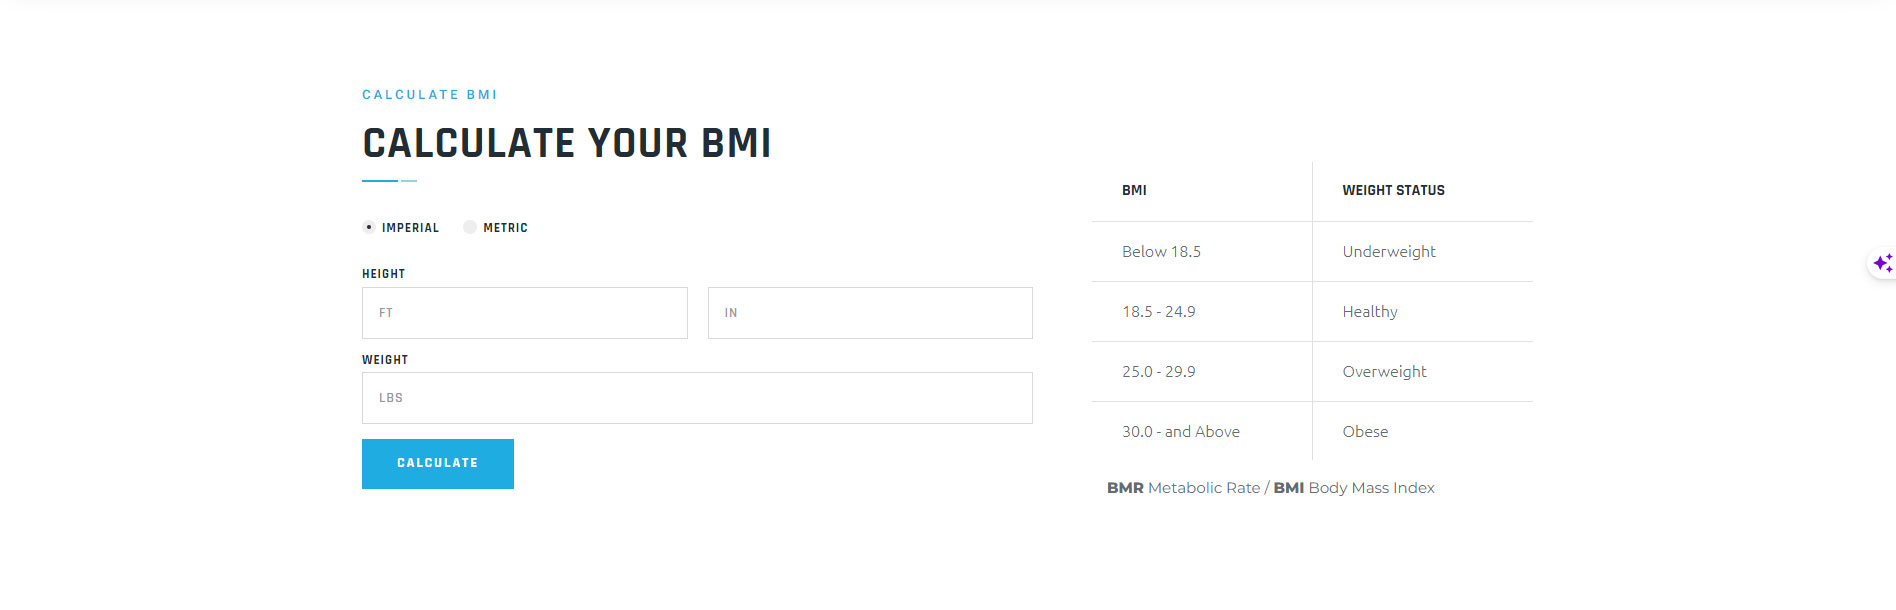 CALCULATE BMI
CALCULATE YOUR BMI
IMPERIAL METRIC
HEIGHT
FT IN
WEIGHT
LBS
CALCULATE
BMI WEIGHT STATUS
Below 18.5 Underweight
18.5 - 24.9 Healthy
25.0 - 29.9 Overweight
30.0 - and Above Obese
BMR Metabolic Rate / BMI Body Mass Index